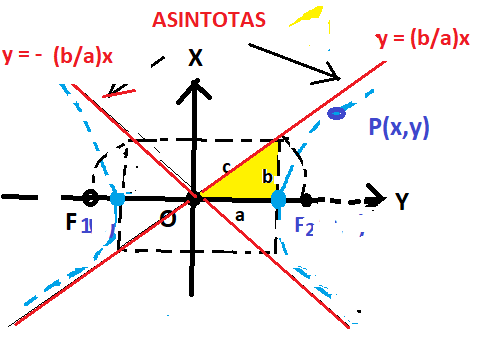 ASINTOTAS
y = - (b/a)x
y = (b/a)x
X
P(x,y)
c
b
Y
F1
O
a
F2